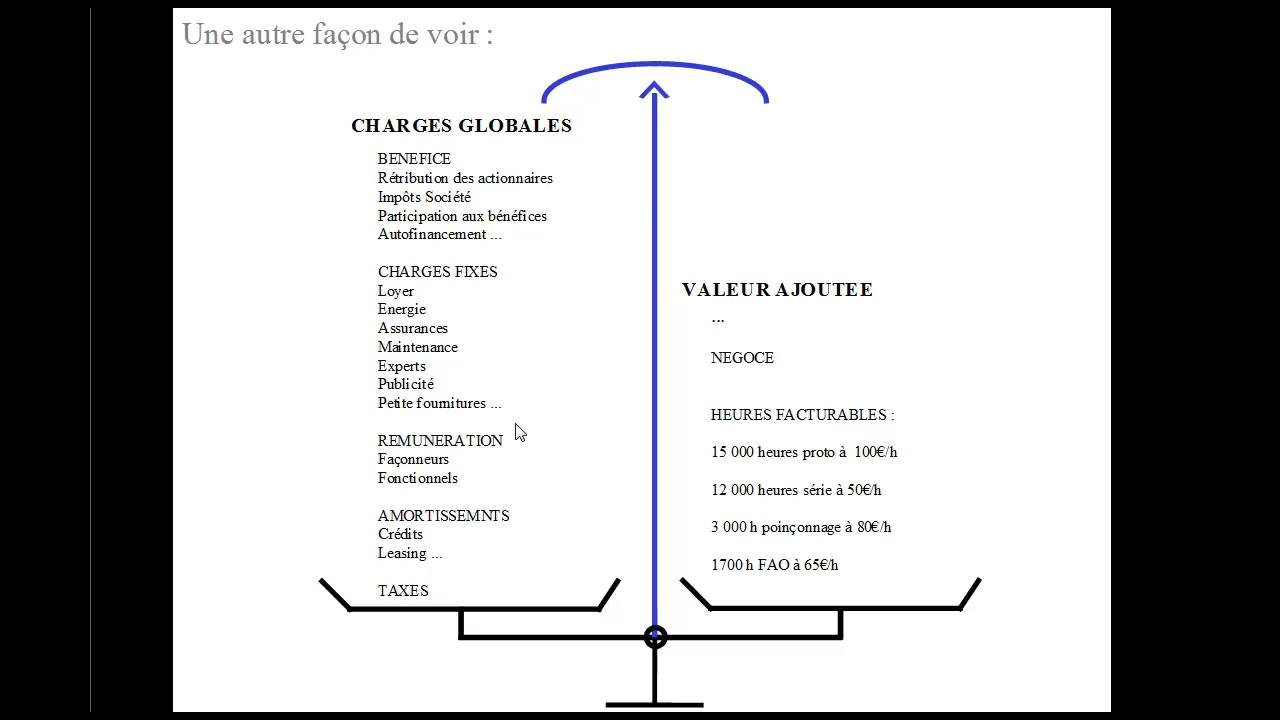 Une autre façon de voir :
CHARGES GLOBALES
BENEFICE
Rétribution des actionnaires
Impôts Société
Participation aux bénéfices
Autofinancement ...
CHARGES FIXES
Loyer
Energie
Assurances
Maintenance
Experts
Publicité
Petite fournitures ...
REMUNERATION
Façonneurs
Fonctionnels
AMORTISSEMNTS
Crédits
Leasing ...
TAXES
VALEUR AJOUTEE
...
NEGOCE
HEURES FACTURABLES :
15 000 heures proto à 100€/h
12 000 heures série à 50€/h
3 000 h poinçonnage à 80€/h
1700 h FAO à 65€/h